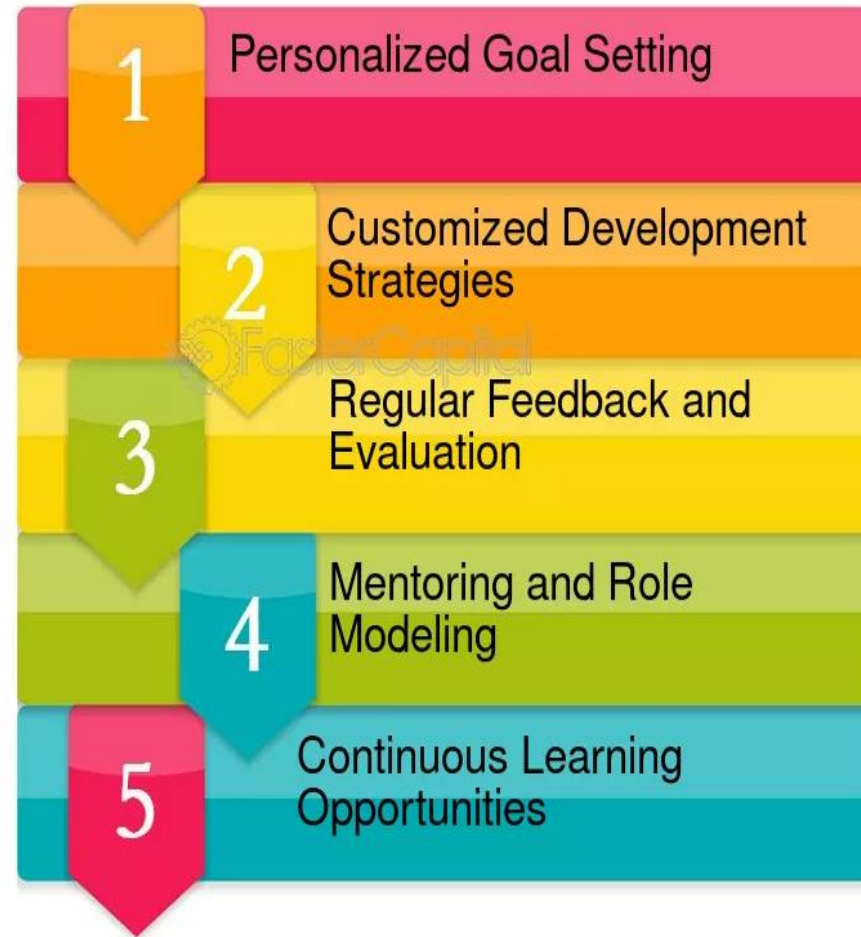 1
Personalized Goal Setting
2
Customized Development
Strategies
FasterCapital
3
Regular Feedback and
Evaluation
4
Mentoring and Role
Modeling
5
Continuous Learning
Opportunities